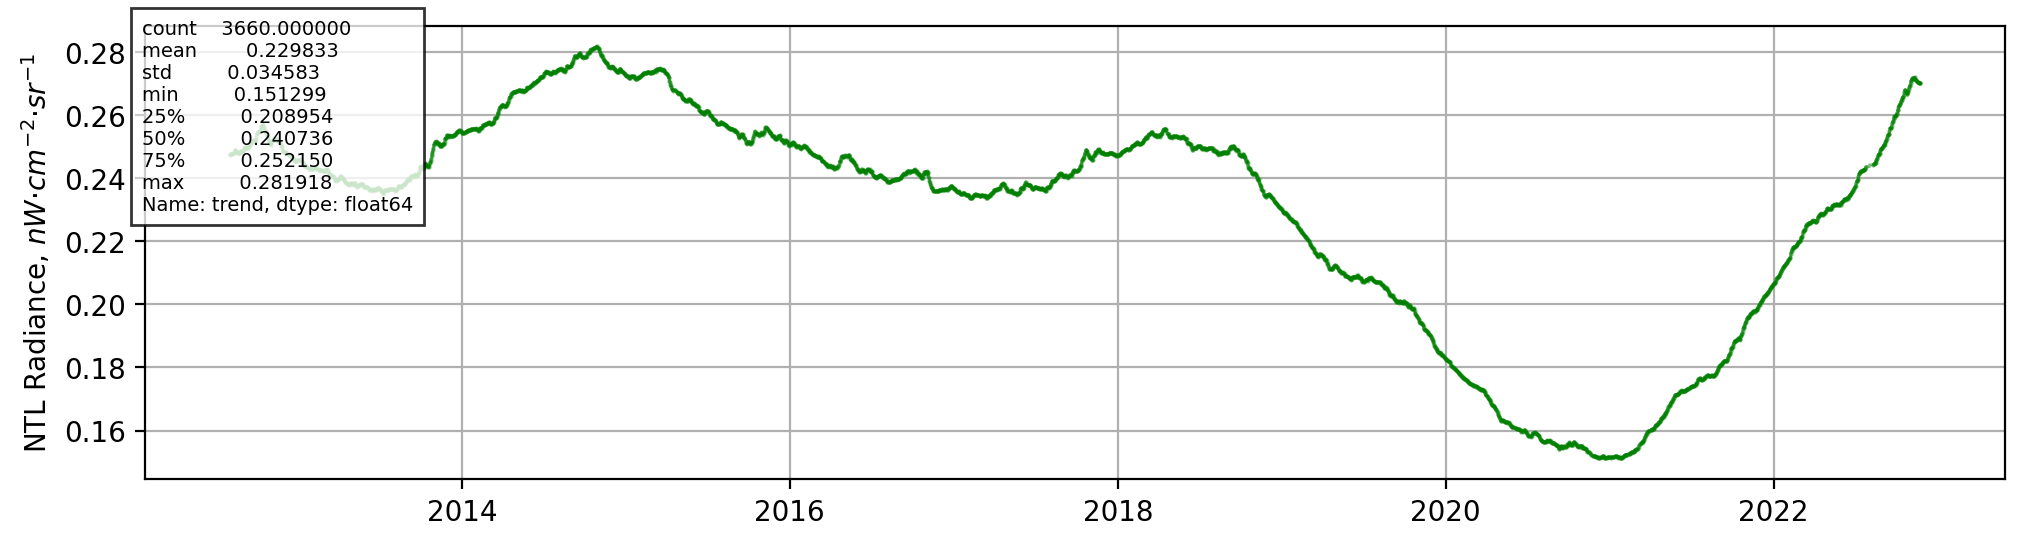 count 3660.000000
mean 0.229833
std 0.034583
min 0.151299
25% 0.208954
50% 0.240736
75% 0.252150
max 0.281918
Name: trend, dtype: float64
NTL Radiance, nW·cm⁻².sr⁻¹
0.28
0.26
0.24
0.22
0.20
0.18
0.16
2014 2016 2018 2020 2022